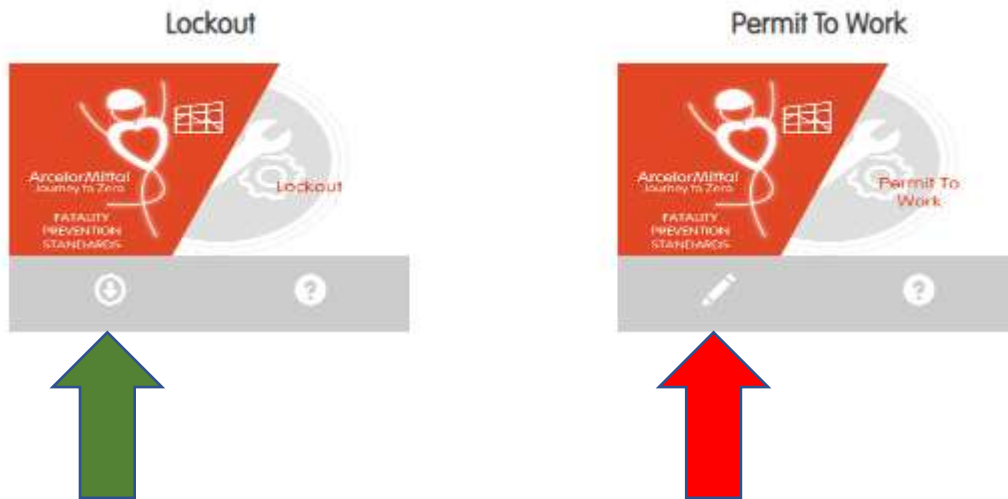 Lockout
ArcelorMittal
Journey to Zero
Lockout
FATALITY
PREVENTION
STANDARDS
Permit To Work
ArcelorMittal
Journey to Zero
Permit To
Work
FATALITY
PREVENTION
STANDARDS